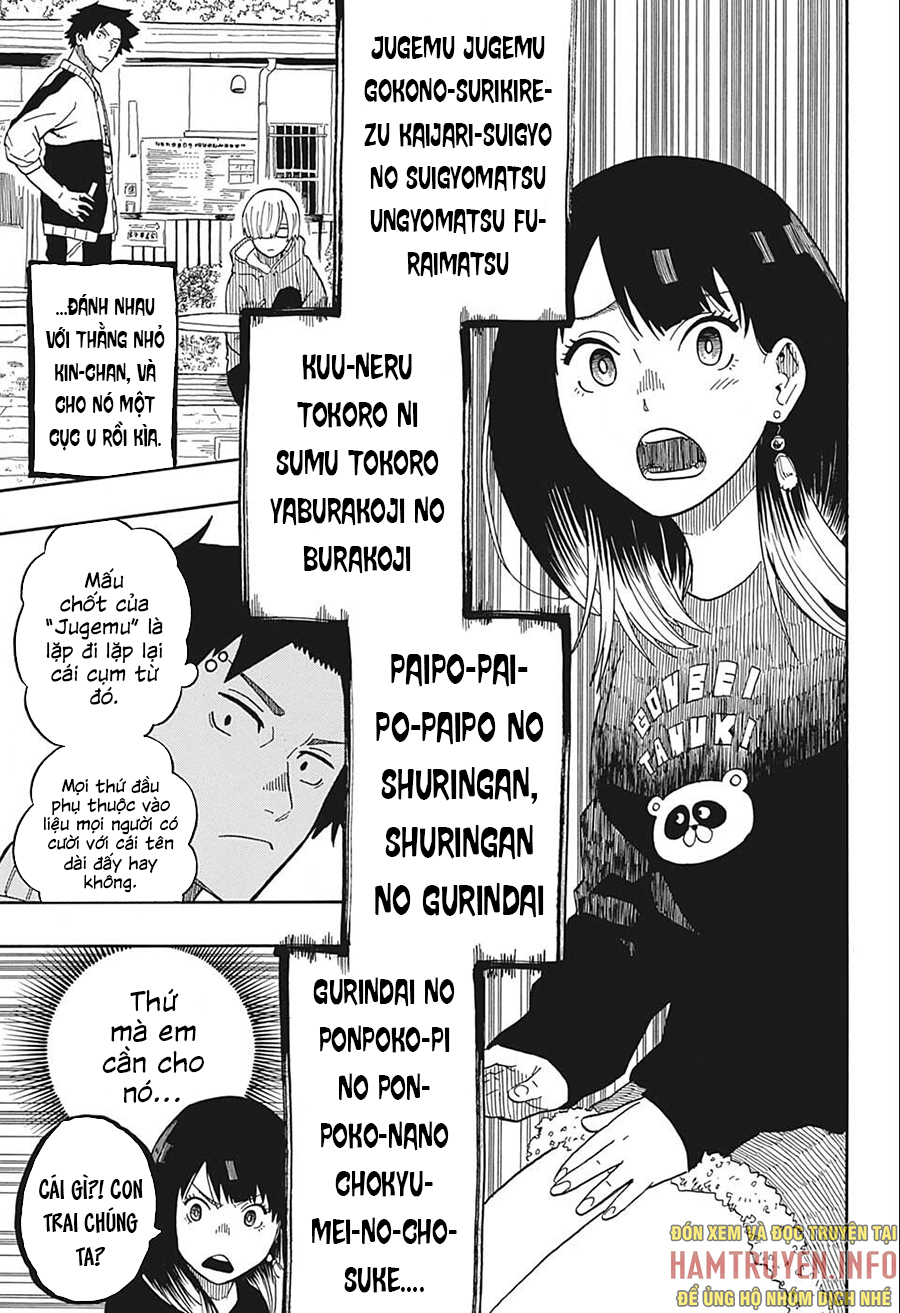 JUGEMU JUGEMU
GOKONO-SURIKIRE-
ZU KAIJARI-SUIGYO
NO SUIGYOMATSU
UNGYOMATSU FU-
RAIMATSU
KUU-NERU
TOKORO NI
SUMU TOKORO
YABURAKOJI NO
BURAKOJI
PAIPO-PAI-
PO-PAIPO NO
SHURINGAN,
SHURINGAN
NO GURINDAI
GURINDAI NO
PONPOKO-PI
NO PON-
POKO-NANO
CHOKYU-
MEI-NO-CHO-
SUKE....
...ĐÁNH NHAU
VỚI THẰNG NHỎ
KIN-CHAN, VÀ
CHO NÓ MỘT
CỤC U RỒI KÌA.
Mấu
chốt của
"Jugemu" là
lặp đi lặp lại
cái cụm từ
đó.
Mọi thứ đầu
phụ thuộc vào
liệu mọi người có
cười với cái tên
dài đấy hay
không.
Thứ
mà em
cần cho
nó...
CÁI GÌ?! CON
TRAI CHÚNG
TA?
GONBEI
TANUKI
ĐÓN XEM VÀ ĐỌC TRUYỆN TẠI
HAMTRUYEN.INFO
ĐỂ ỦNG HỘ NHÓM DỊCH NHÉ